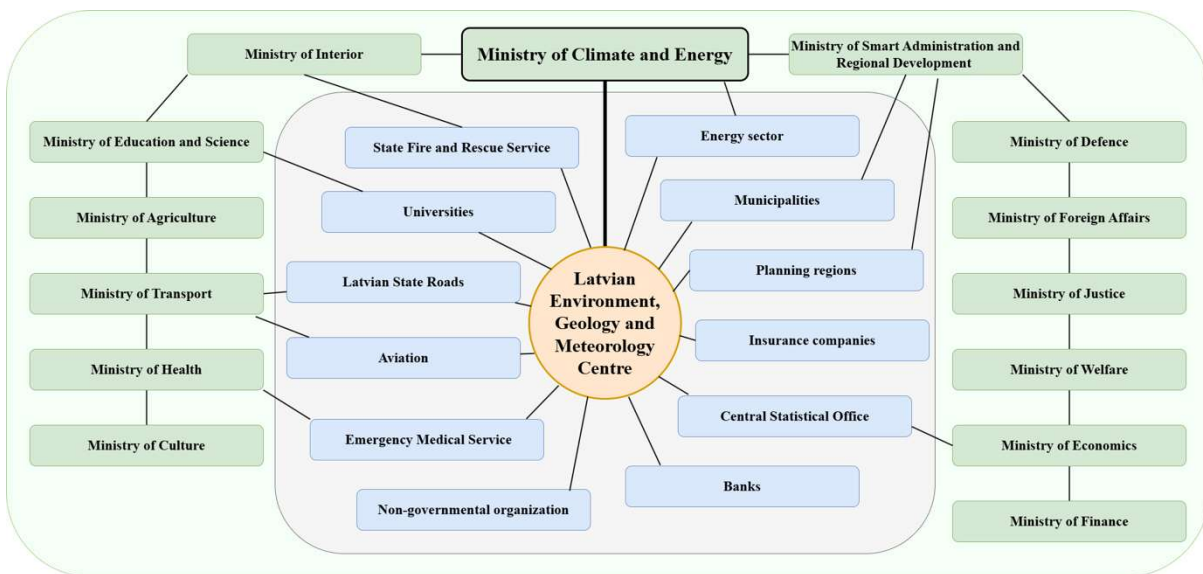 Ministry of Interior
Ministry of Climate and Energy
Ministry of Smart Administration and
Regional Development
Ministry of Education and Science
Ministry of Agriculture
Ministry of Transport
Ministry of Health
Ministry of Culture
State Fire and Rescue Service
Universities
Latvian State Roads
Aviation
Emergency Medical Service
Non-governmental organization
Latvian
Environment,
Geology and
Meteorology
Centre
Energy sector
Municipalities
Planning regions
Insurance companies
Central Statistical Office
Banks
Ministry of Defence
Ministry of Foreign Affairs
Ministry of Justice
Ministry of Welfare
Ministry of Economics
Ministry of Finance